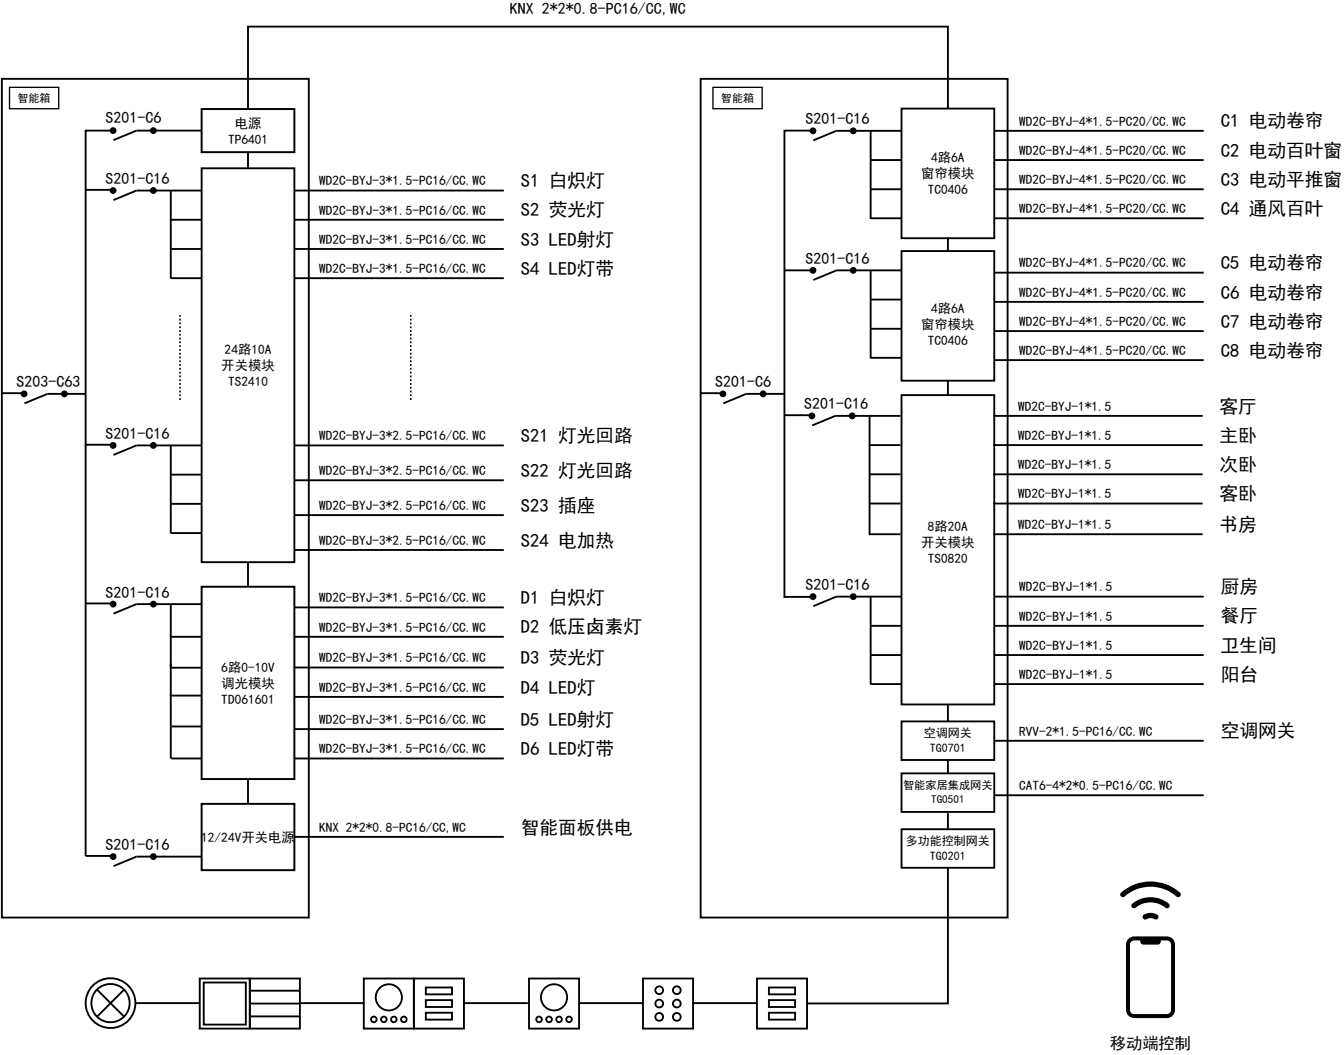 KNX 2*2*0.8-PC16/CC,WC
智能箱
S201-C6
电源
TP6401
S201-C16
WD2C-BYJ-3*1.5-PC16/CC.WC S1 白炽灯
WD2C-BYJ-3*1.5-PC16/CC.WC S2 荧光灯
WD2C-BYJ-3*1.5-PC16/CC.WC S3 LED射灯
WD2C-BYJ-3*1.5-PC16/CC.WC S4 LED灯带
24路10A
开关模块
TS2410
S203-C63
S201-C16
WD2C-BYJ-3*2.5-PC16/CC.WC S21 灯光回路
WD2C-BYJ-3*2.5-PC16/CC.WC S22 灯光回路
WD2C-BYJ-3*2.5-PC16/CC.WC S23 插座
WD2C-BYJ-3*2.5-PC16/CC.WC S24 电加热
S201-C16
WD2C-BYJ-3*1.5-PC16/CC.WC D1 白炽灯
WD2C-BYJ-3*1.5-PC16/CC.WC D2 低压卤素灯
WD2C-BYJ-3*1.5-PC16/CC.WC D3 荧光灯
6路0-10V
调光模块
TD061601
WD2C-BYJ-3*1.5-PC16/CC.WC D4 LED灯
WD2C-BYJ-3*1.5-PC16/CC.WC D5 LED射灯
WD2C-BYJ-3*1.5-PC16/CC.WC D6 LED灯带
S201-C16
12/24V开关电源
KNX 2*2*0.8-PC16/CC,WC 智能面板供电
智能箱
S201-C16
4路6A
窗帘模块
TC0406
WD2C-BYJ-4*1.5-PC20/CC.WC C1 电动卷帘
WD2C-BYJ-4*1.5-PC20/CC.WC C2 电动百叶窗
WD2C-BYJ-4*1.5-PC20/CC.WC C3 电动平推窗
WD2C-BYJ-4*1.5-PC20/CC.WC C4 通风百叶
S201-C16
4路6A
窗帘模块
TC0406
WD2C-BYJ-4*1.5-PC20/CC.WC C5 电动卷帘
WD2C-BYJ-4*1.5-PC20/CC.WC C6 电动卷帘
WD2C-BYJ-4*1.5-PC20/CC.WC C7 电动卷帘
WD2C-BYJ-4*1.5-PC20/CC.WC C8 电动卷帘
S201-C6
S201-C16
WD2C-BYJ-1*1.5 客厅
WD2C-BYJ-1*1.5 主卧
WD2C-BYJ-1*1.5 次卧
WD2C-BYJ-1*1.5 客卧
WD2C-BYJ-1*1.5 书房
8路20A
开关模块
TS0820
S201-C16
WD2C-BYJ-1*1.5 厨房
WD2C-BYJ-1*1.5 餐厅
WD2C-BYJ-1*1.5 卫生间
WD2C-BYJ-1*1.5 阳台
空调网关
TG0701
RVV-2*1.5-PC16/CC.WC 空调网关
智能家居集成网关
TG0501
CAT6-4*2*0.5-PC16/CC.WC
多功能控制网关
TG0201
移动端控制